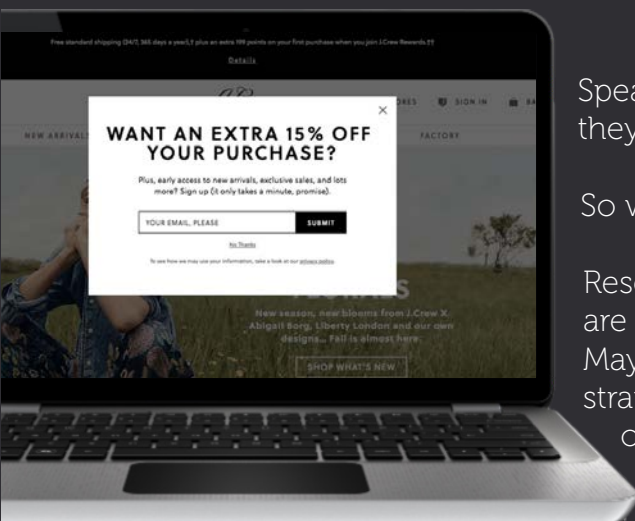 Free standard shipping (24/7, 365 days a year),† plus an extra 199 points on your first purchase when you join J.Crew Rewards.††
Details
SIGN IN
NEW ARRIVALS
FACTORY
WANT AN EXTRA 15% OFF
YOUR PURCHASE?
Plus, early access to new arrivals, exclusive sales, and lots
more? Sign up (it only takes a minute, promise).
YOUR EMAIL, PLEASE
SUBMIT
No Thanks
To see how we may use your information, take a look at our privacy policy.
New season, new blooms from J.Crew X
Abigail Borg, Liberty London and our own
designs... Fall is almost here.
SHOP WHAT'S NEW
they
So
are
May